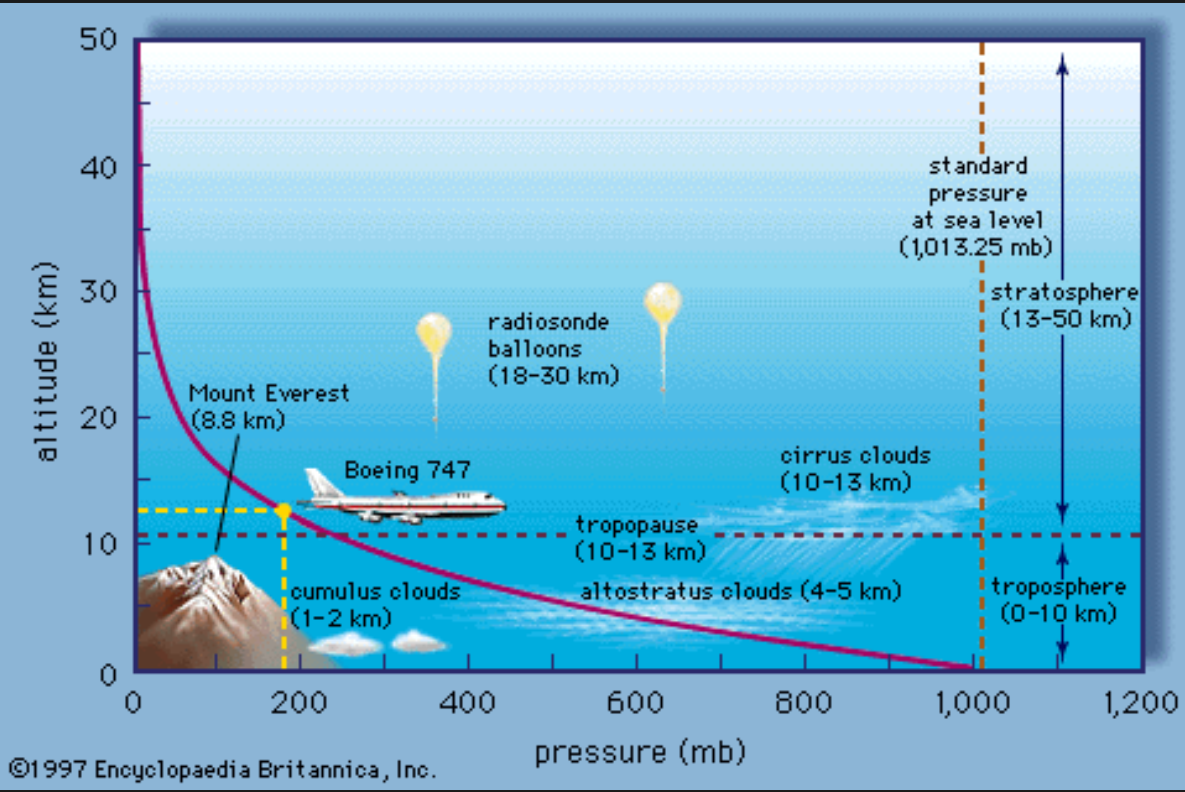 50
40
30
20
10
0
altitude (km)
standard
pressure
at sea level
(1,013.25 mb)
stratosphere
(13–50 km)
radiosonde
balloons
(18–30 km)
Mount Everest
(8.8 km)
Boeing 747
cirrus clouds
(10–13 km)
tropopause
(10–13 km)
cumulus clouds
(1–2 km)
altostratus clouds (4–5 km)
troposphere
(0–10 km)
0 200 400 600 800 1,000 1,200
pressure (mb)
©1997 Encyclopaedia Britannica, Inc.